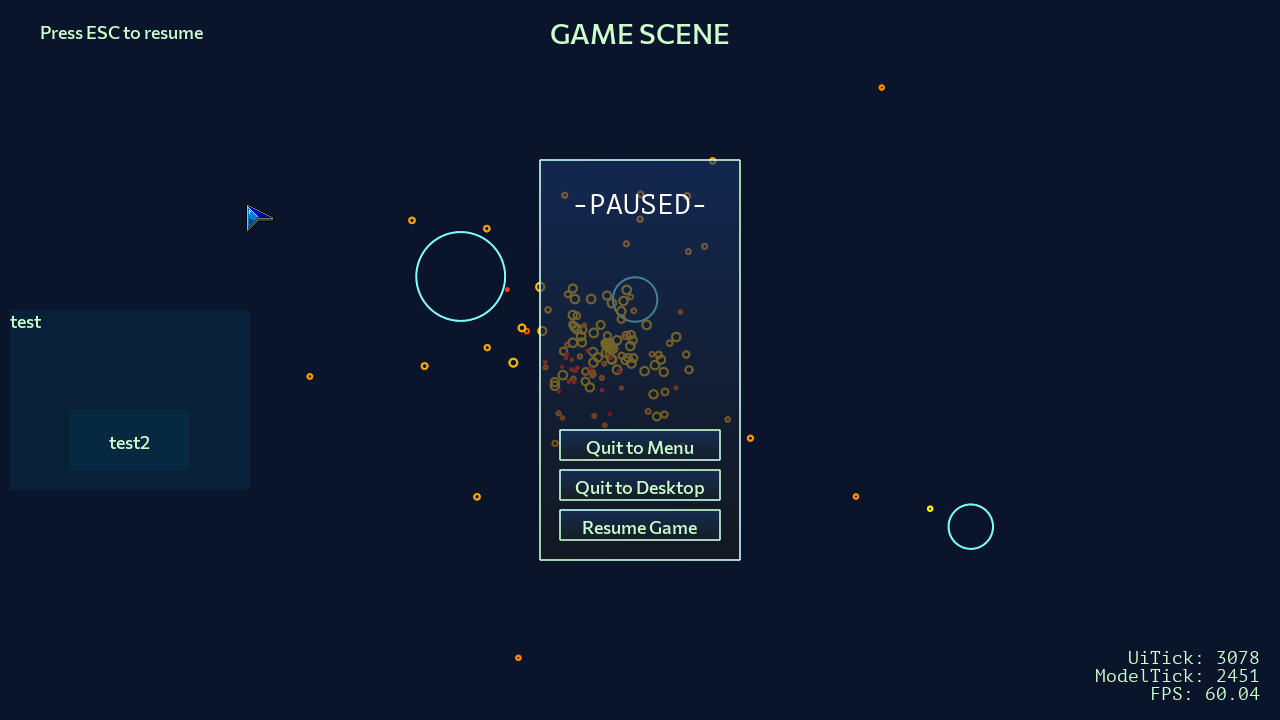 Press ESC to resume
GAME SCENE
-PAUSED-
test
test2
Quit to Menu
Quit to Desktop
Resume Game
UiTick: 3078
ModelTick: 2451
FPS: 60.04